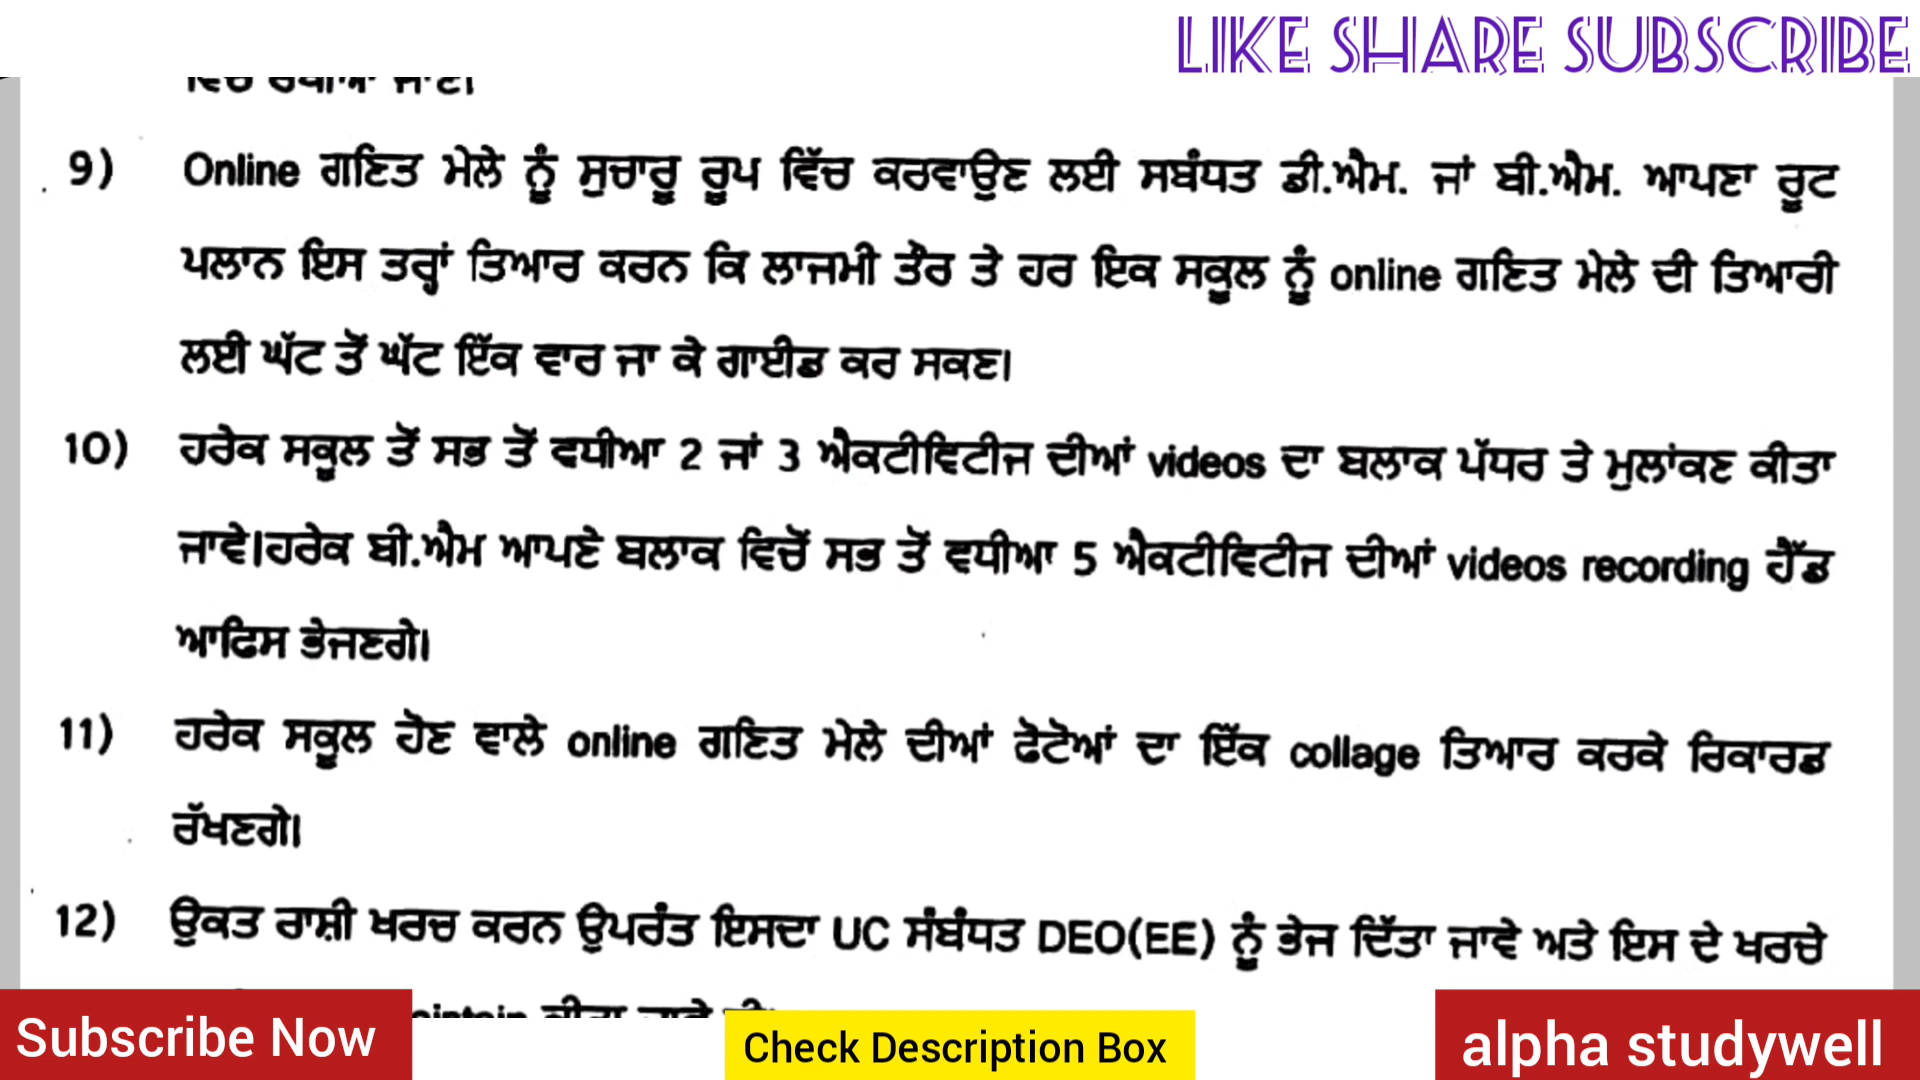 LIKE SHARE SUBSCRIBE
9) Online ਗਣਿਤ ਮੇਲੇ ਨੂੰ ਸੁਚਾਰੂ ਰੂਪ ਵਿੱਚ ਕਰਵਾਉਣ ਲਈ ਸਬੰਧਤ ਡੀ.ਐਮ. ਜਾਂ ਬੀ.ਐਮ. ਆਪਣਾ ਰੂਟ
ਪਲਾਨ ਇਸ ਤਰ੍ਹਾਂ ਤਿਆਰ ਕਰਨ ਕਿ ਲਾਜਮੀ ਤੌਰ ਤੇ ਹਰ ਇਕ ਸਕੂਲ ਨੂੰ online ਗਣਿਤ ਮੇਲੇ ਦੀ ਤਿਆਰੀ
ਲਈ ਘੱਟ ਤੋਂ ਘੱਟ ਇੱਕ ਵਾਰ ਜਾ ਕੇ ਗਾਈਡ ਕਰ ਸਕਣ।
10) ਹਰੇਕ ਸਕੂਲ ਤੋਂ ਸਭ ਤੋਂ ਵਧੀਆ 2 ਜਾਂ 3 ਐਕਟੀਵਿਟੀਜ ਦੀਆਂ videos ਦਾ ਬਲਾਕ ਪੱਧਰ ਤੇ ਮੁਲਾਂਕਣ ਕੀਤਾ
ਜਾਵੇ।ਹਰੇਕ ਬੀ.ਐਮ ਆਪਣੇ ਬਲਾਕ ਵਿਚੋਂ ਸਭ ਤੋਂ ਵਧੀਆ 5 ਐਕਟੀਵਿਟੀਜ ਦੀਆਂ videos recording ਹੈੱਡ
ਆਫਿਸ ਭੇਜਣਗੇ।
11) ਹਰੇਕ ਸਕੂਲ ਹੋਣ ਵਾਲੇ online ਗਣਿਤ ਮੇਲੇ ਦੀਆਂ ਫੋਟੋਆਂ ਦਾ ਇੱਕ collage ਤਿਆਰ ਕਰਕੇ ਰਿਕਾਰਡ
ਰੱਖਣਗੇ।
12) ਉਕਤ ਰਾਸ਼ੀ ਖਰਚ ਕਰਨ ਉਪਰੰਤ ਇਸਦਾ UC ਸੰਬੰਧਤ DEO(EE) ਨੂੰ ਭੇਜ ਦਿੱਤਾ ਜਾਵੇ ਅਤੇ ਇਸ ਦੇ ਖਰਚੇ
Subscribe Now
Check Description Box
alpha studywell